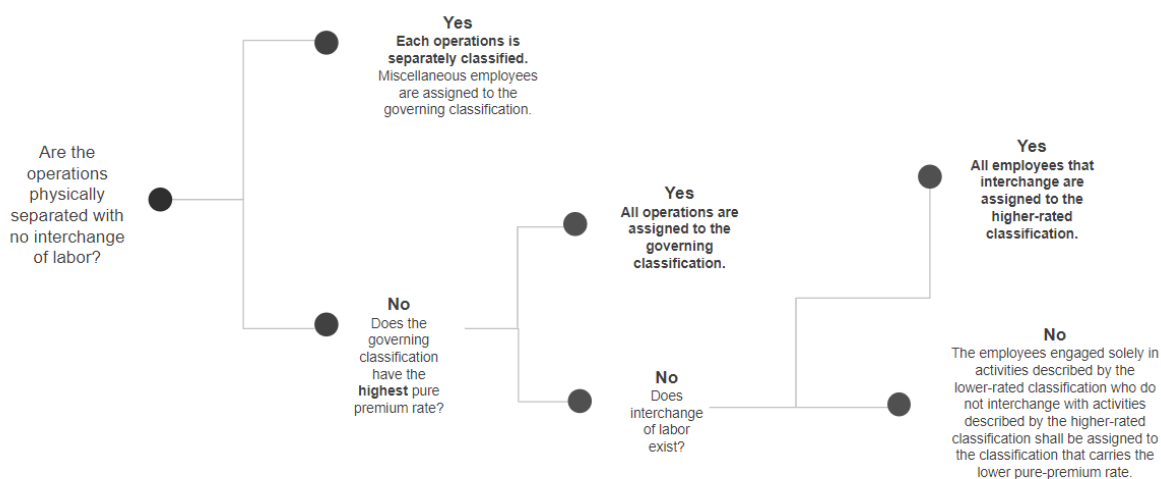 Are the
operations
physically
separated with
no interchange
of labor?
Yes
Each operations is
separately classified.
Miscellaneous employees
are assigned to the
governing classification.
No
Does the
governing
classification
have the
highest pure
premium rate?
Yes
All operations are
assigned to the
governing
classification.
No
Does
interchange
of labor
exist?
Yes
All employees that
interchange are
assigned to the
higher-rated
classification.
No
The employees engaged solely in
activities described by the
lower-rated classification who do
not interchange with activities
described by the higher-rated
classification shall be assigned to
the classification that carries the
lower pure-premium rate.